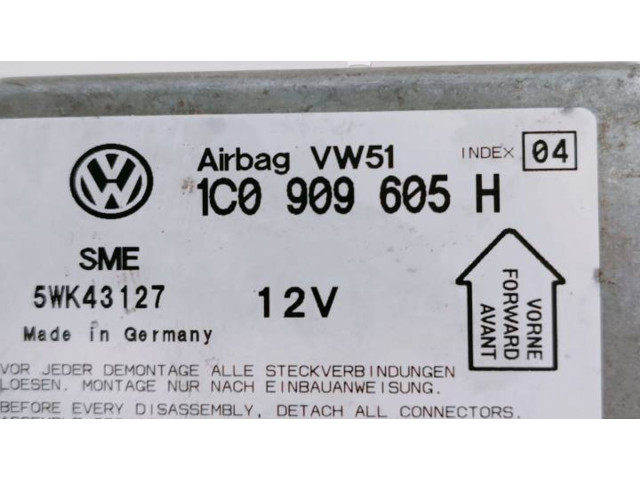 Airbag VW51 INDEX 04
1C0 909 605 H
SME
5WK43127 12V
Made in Germany
VORNE
FORWARD
AVANT
VOR JEDER DEMONTAGE ALLE STECKVERBINDUNGEN
LOESEN. MONTAGE NUR NACH EINBAUANWEISUNG.
BEFORE EVERY DISASSEMBLY, DETACH ALL CONNECTORS.